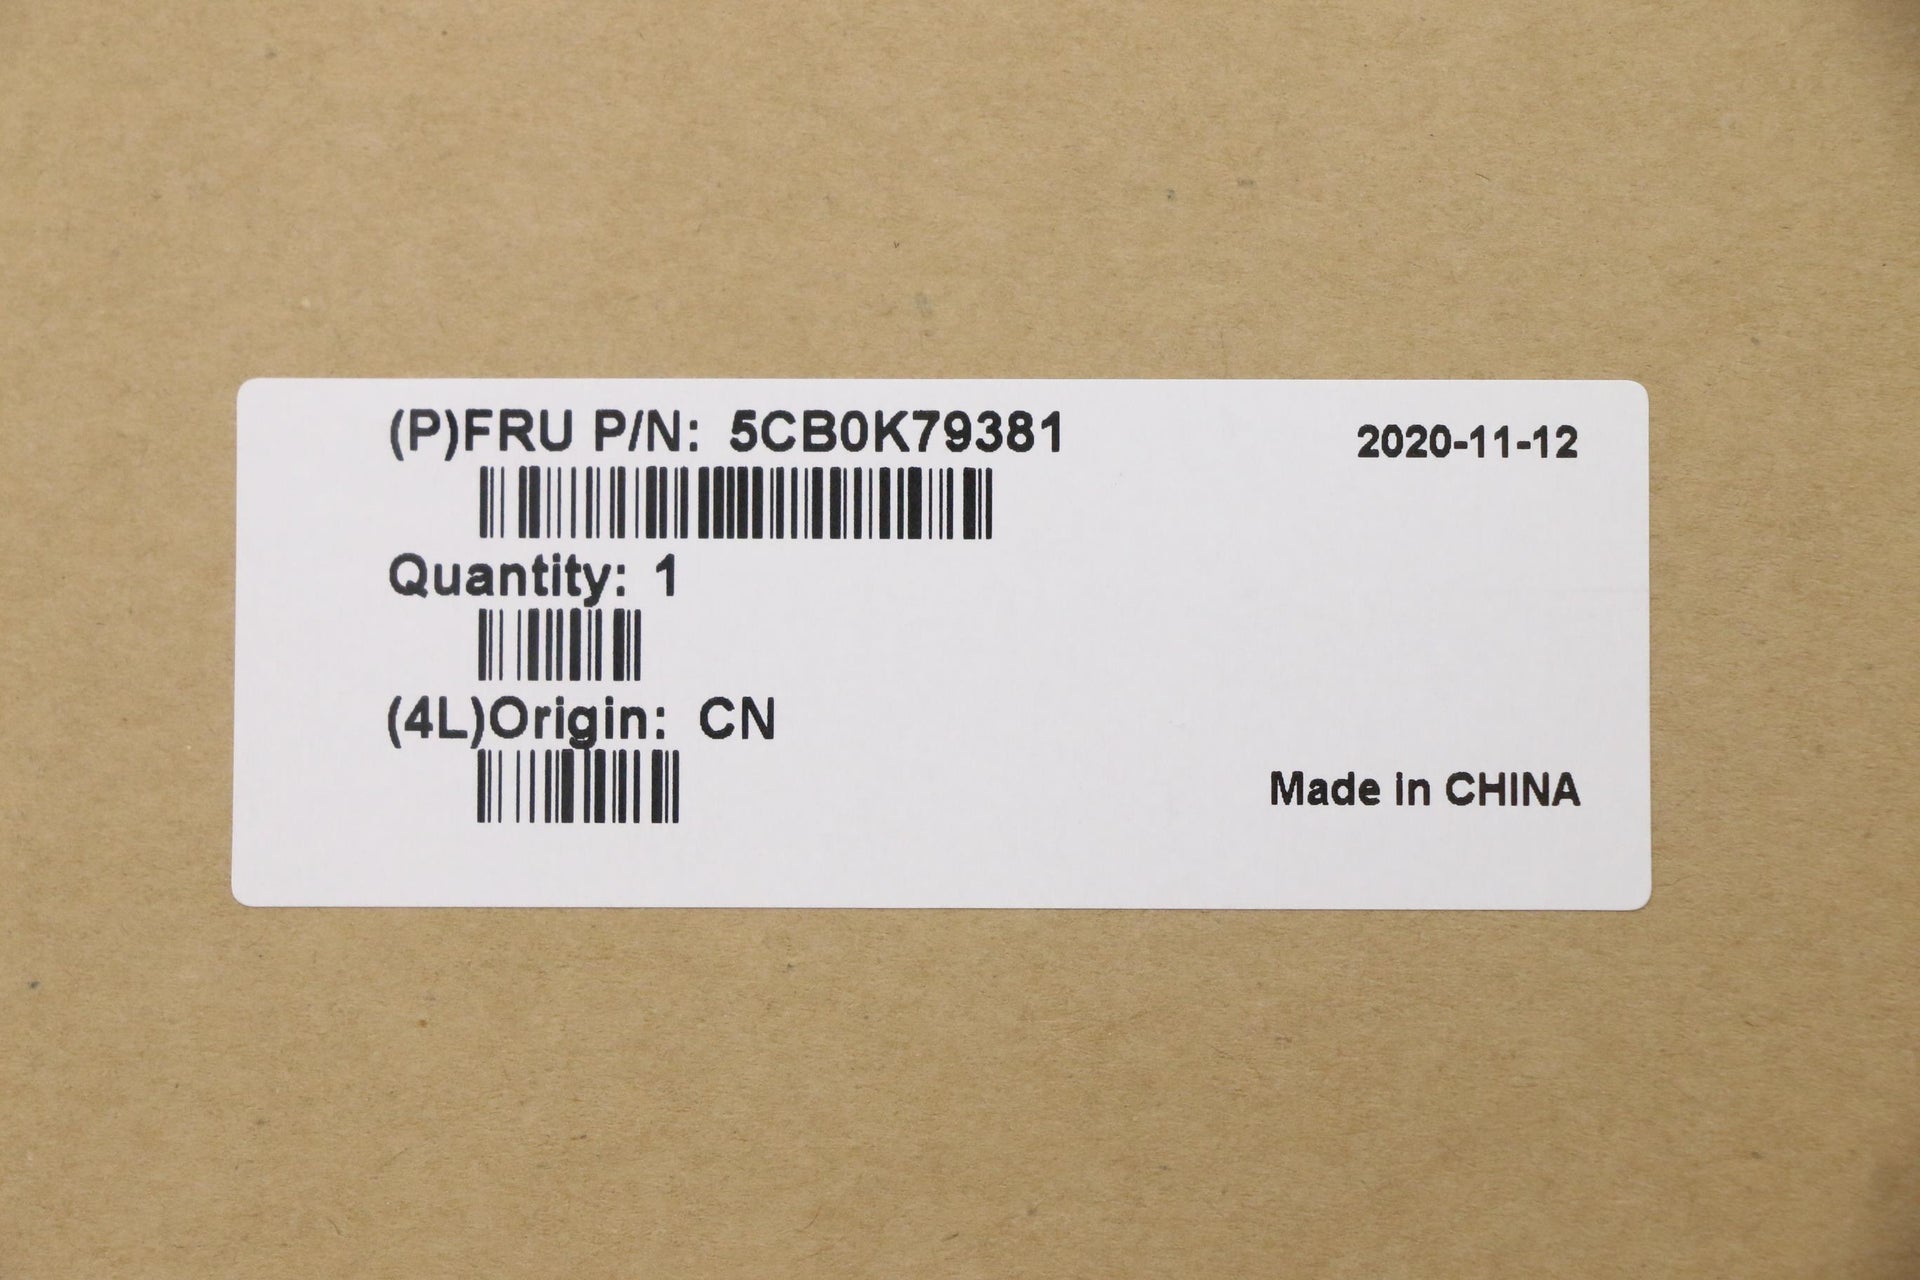 (P)FRU P/N: 5CB0K79381
2020-11-12
Quantity: 1
(4L)Origin: CN
Made in CHINA